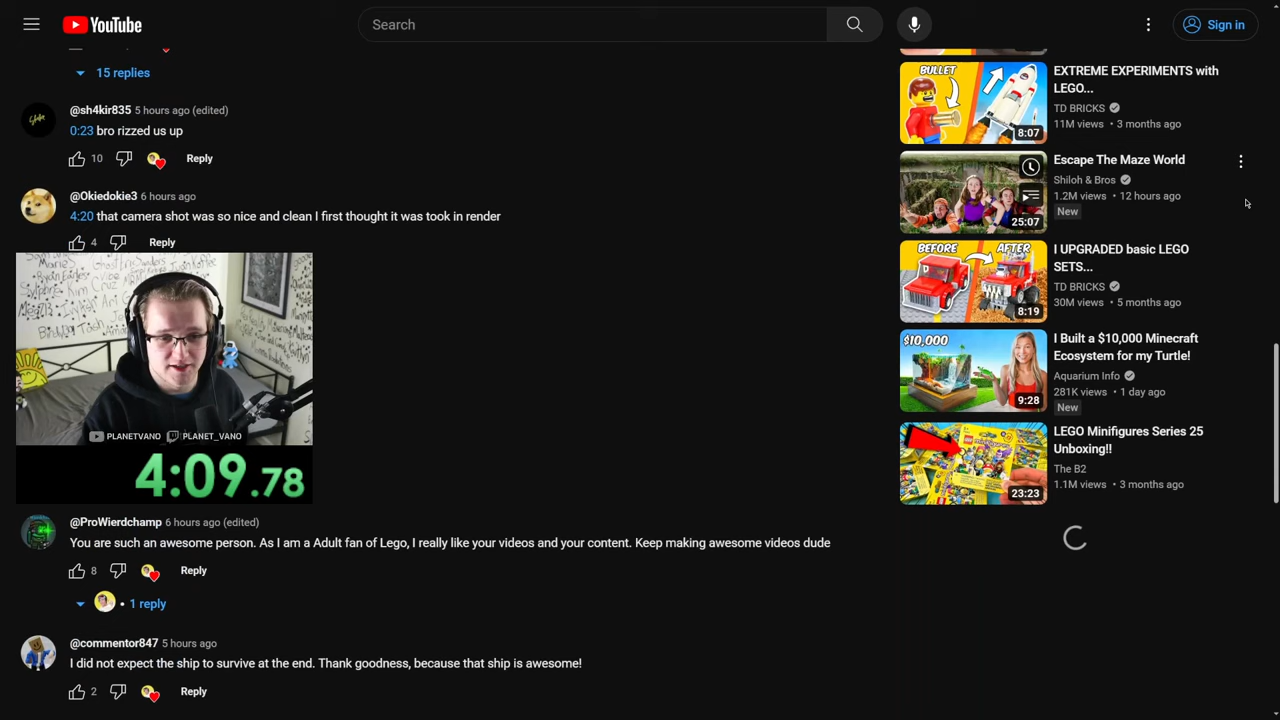 YouTube
Search
Sign in
15 replies
@sh4kir835 5 hours ago (edited)
0:23 bro rizzed us up
10
Reply
@Okiedokie3 6 hours ago
4:20 that camera shot was so nice and clean I first thought it was took in render
4
Reply
PLANETVANO PLANET_VANO
4:09.78
@ProWierdchamp 6 hours ago (edited)
You are such an awesome person. As I am a Adult fan of Lego, I really like your videos and your content. Keep making awesome videos dude
8
Reply
• 1 reply
@commentor847 5 hours ago
I did not expect the ship to survive at the end. Thank goodness, because that ship is awesome!
2
Reply
BULLET
8:07
EXTREME EXPERIMENTS with
LEGO...
TD BRICKS
11M views • 3 months ago
25:07
Escape The Maze World
Shiloh & Bros
1.2M views • 12 hours ago
New
BEFORE
AFTER
8:19
I UPGRADED basic LEGO
SETS...
TD BRICKS
30M views • 5 months ago
$10,000
9:28
I Built a $10,000 Minecraft
Ecosystem for my Turtle!
Aquarium Info
281K views • 1 day ago
New
23:23
LEGO Minifigures Series 25
Unboxing!!
The B2
1.1M views • 3 months ago